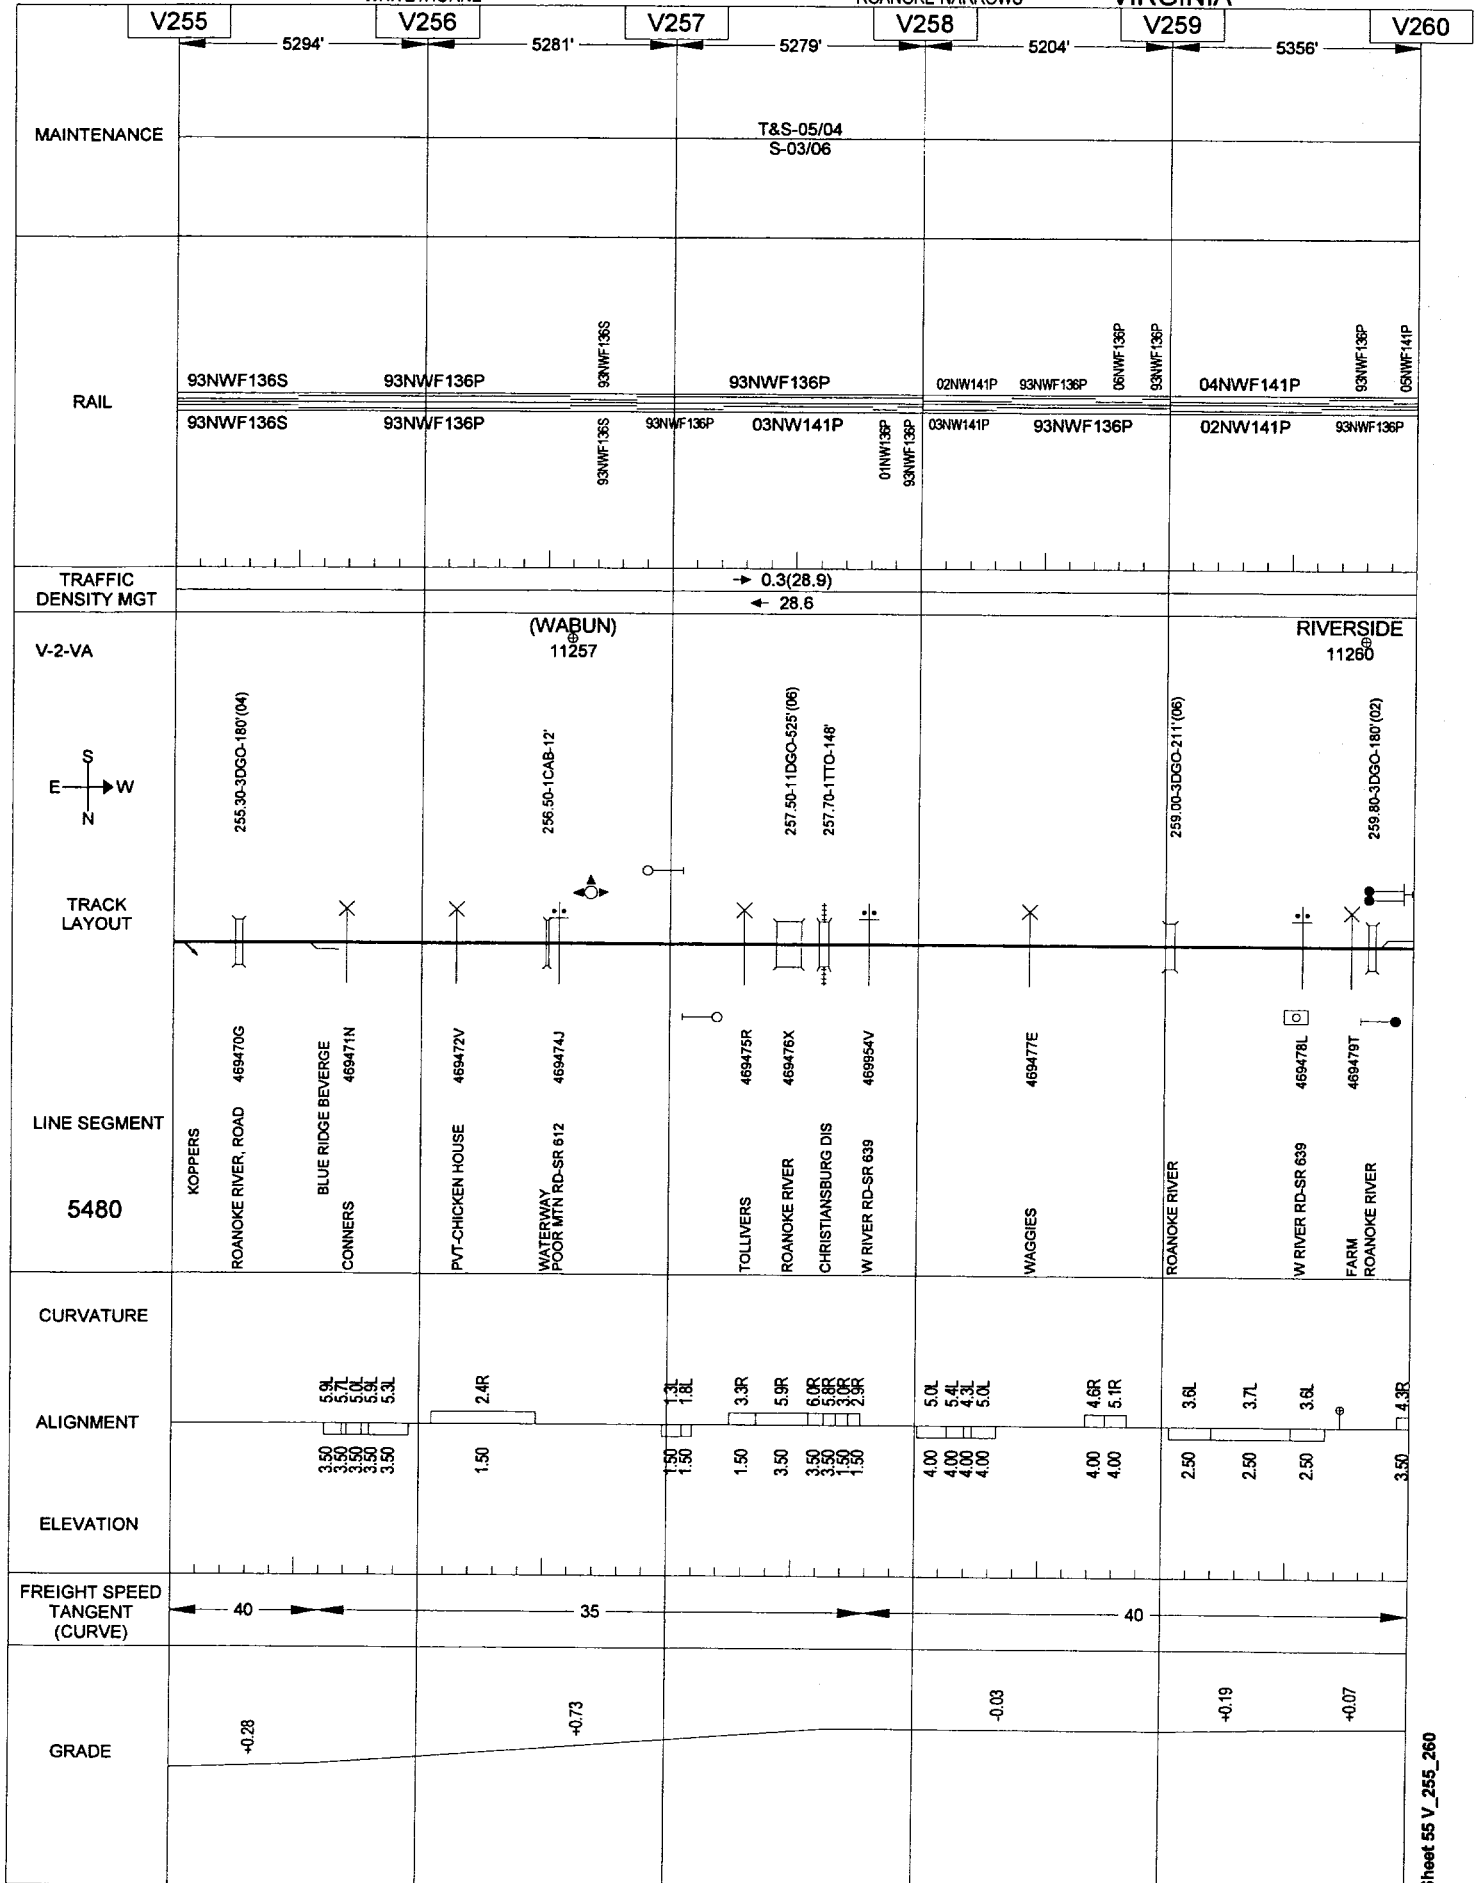 VIRGINIA
V255
V256
V257
V258
V259
V260
5294'
5281'
5279'
5204'
5356'
MAINTENANCE
T&S-05/04
S-03/06
RAIL
93NWF136S
93NWF136P
93NWF136S
93NWF136P
02NW141P
93NWF136P
06NWF136P
93NWF136P
04NWF141P
93NWF136P
05NWF141P
93NWF136S
93NWF136P
93NWF136S
93NWF136P
03NW141P
01NW136P
93NWF136P
03NW141P
93NWF136P
02NW141P
93NWF136P
TRAFFIC
DENSITY MGT
0.3(28.9)
28.6
V-2-VA
(WABUN)
11257
RIVERSIDE
11260
S
E W
N
255.30-3DGO-180'(04)
256.50-1CAB-12'
257.50-11DGO-525'(06)
257.70-1TTO-148'
259.00-3DGO-211'(06)
259.80-3DGO-180'(02)
TRACK
LAYOUT
LINE SEGMENT
5480
KOPPERS
ROANOKE RIVER, ROAD 469470G
BLUE RIDGE BEVERGE
CONNERS 469471N
PVT-CHICKEN HOUSE 469472V
WATERWAY
POOR MTN RD-SR 612 469474J
TOLLIVERS 469475R
ROANOKE RIVER 469476X
CHRISTIANSBURG DIS
W RIVER RD-SR 639 469954V
WAGGIES 469477E
ROANOKE RIVER
W RIVER RD-SR 639 469478L
FARM 469479T
ROANOKE RIVER
CURVATURE
5.9L
5.7L
5.0L
5.9L
5.3L
2.4R
1.3L
1.8L
3.3R
5.9R
6.0R
5.8R
3.0R
2.9R
5.0L
5.4L
4.3L
5.0L
4.6R
5.1R
3.6L
3.7L
3.6L
4.3R
ALIGNMENT
3.50
3.50
3.50
3.50
3.50
1.50
1.50
1.50
1.50
3.50
3.50
3.50
1.50
1.50
4.00
4.00
4.00
4.00
4.00
4.00
2.50
2.50
2.50
3.50
ELEVATION
FREIGHT SPEED
TANGENT
(CURVE)
40
35
40
GRADE
+0.28
+0.73
-0.03
+0.19
+0.07
Sheet 55 V_255_260